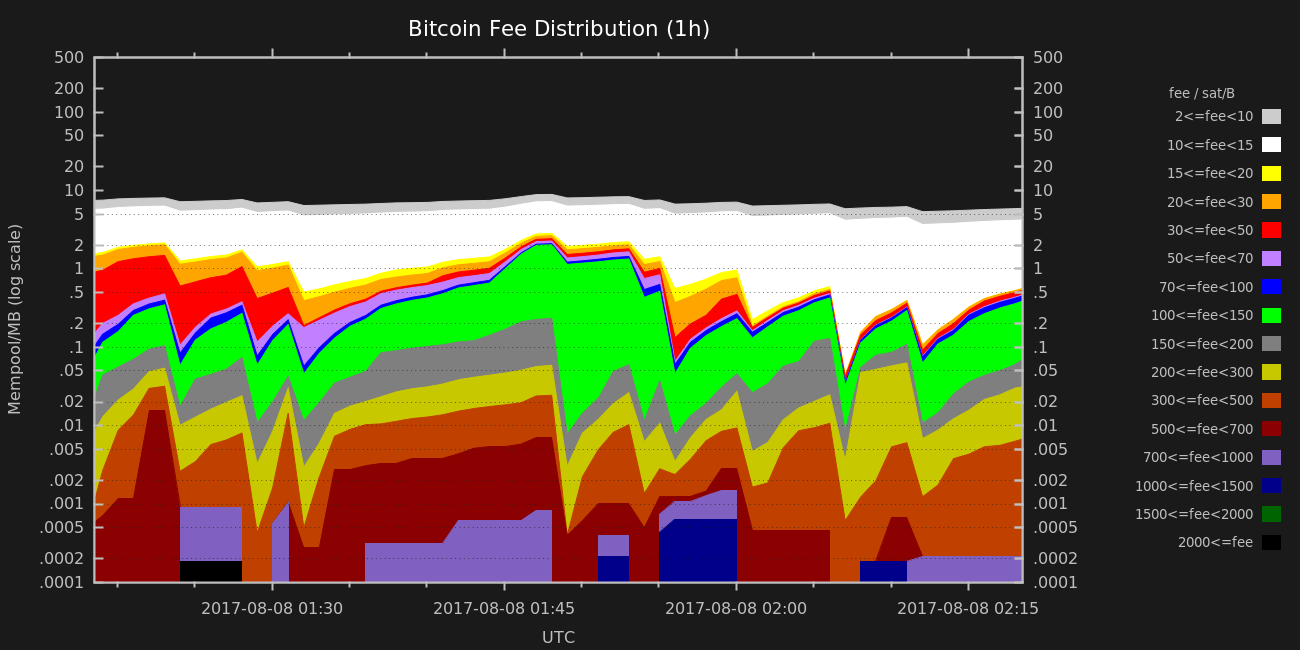 Bitcoin Fee Distribution (1h)
500 500
200 200
100 100
50 50
20 20
10 10
5 5
2 2
1 1
.5 .5
.2 .2
.1 .1
.05 .05
.02 .02
.01 .01
.005 .005
.002 .002
.001 .001
.0005 .0005
.0002 .0002
.0001 .0001
Mempool/MB (log scale)
2017-08-08 01:30 2017-08-08 01:45 2017-08-08 02:00 2017-08-08 02:15
UTC
fee / sat/B
2<=fee<10
10<=fee<15
15<=fee<20
20<=fee<30
30<=fee<50
50<=fee<70
70<=fee<100
100<=fee<150
150<=fee<200
200<=fee<300
300<=fee<500
500<=fee<700
700<=fee<1000
1000<=fee<1500
1500<=fee<2000
2000<=fee